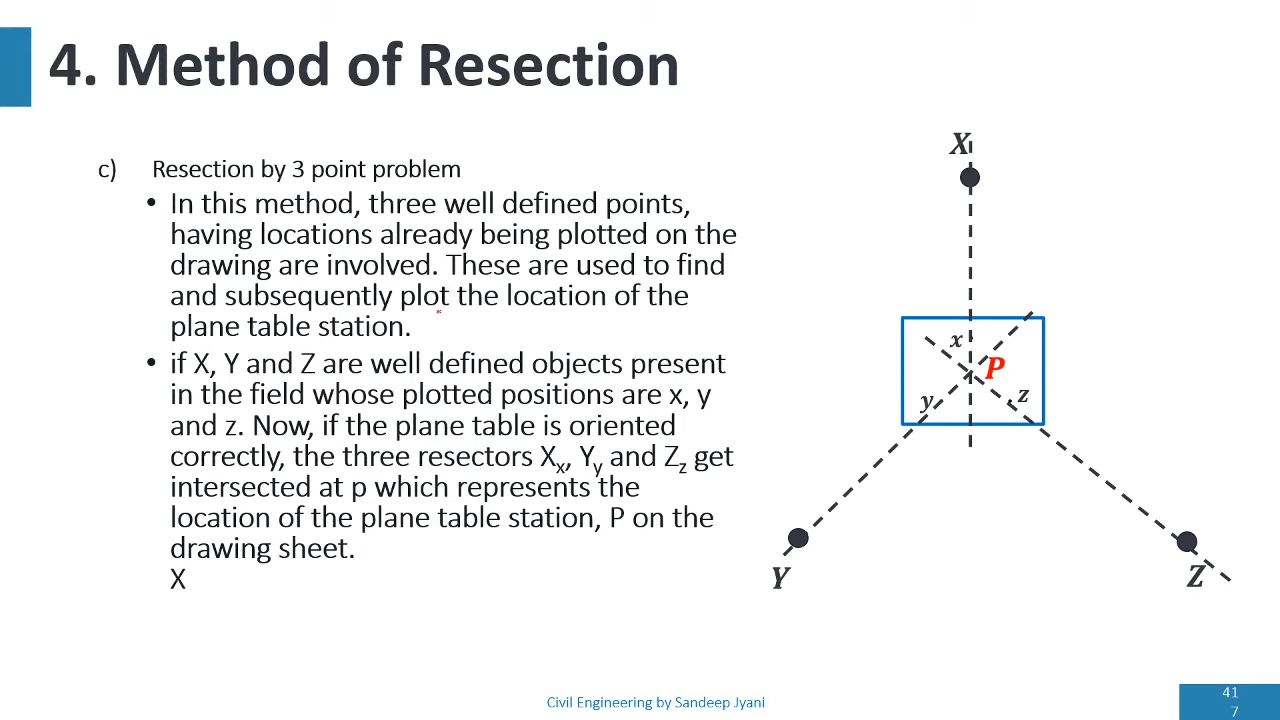 4. Method of Resection
c) Resection by 3 point problem
• In this method, three well defined points,
having locations already being plotted on the
drawing are involved. These are used to find
and subsequently plot the location of the
plane table station.
• if X, Y and Z are well defined objects present
in the field whose plotted positions are x, y
and z. Now, if the plane table is oriented
correctly, the three resectors Xx, Yy and Zz get
intersected at p which represents the
location of the plane table station, P on the
drawing sheet.
X
X
x
P
y
z
Y
Z
Civil Engineering by Sandeep Jyani
41
7